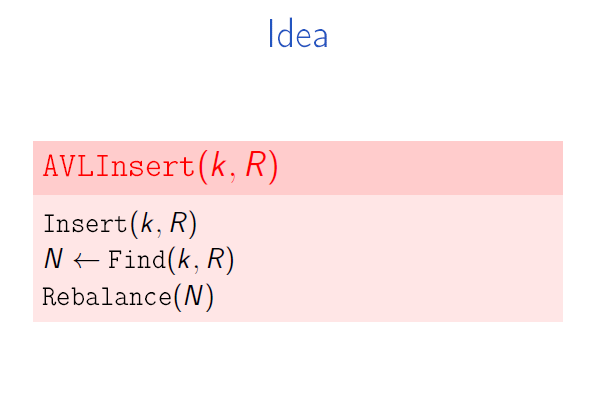 Idea
AVLInsert(k, R)
Insert(k, R)
N ← Find(k, R)
Rebalance(N)